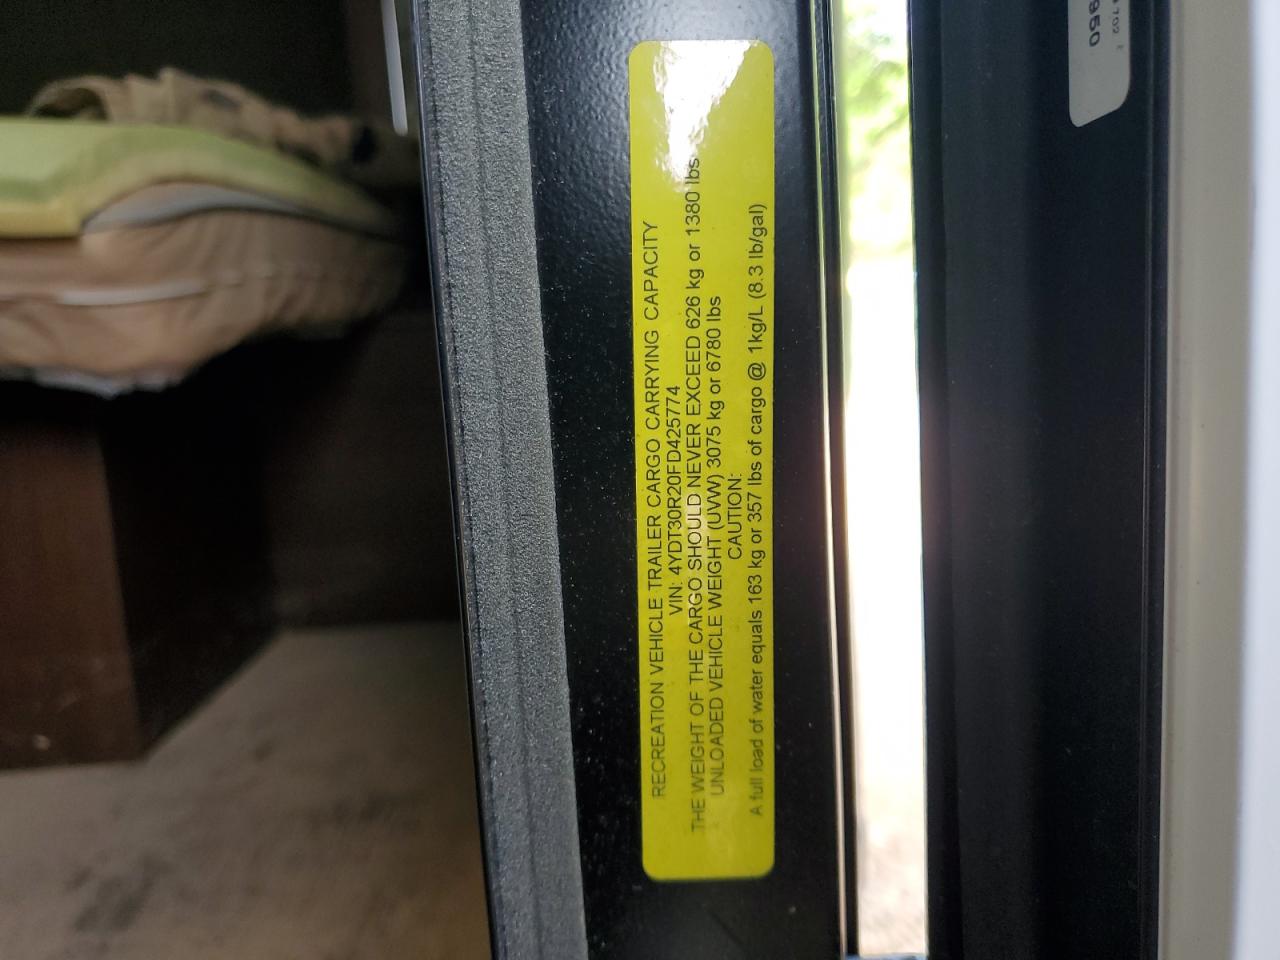 RECREATION VEHICLE TRAILER CARGO CARRYING CAPACITY
VIN: 4YDT30R20FD425774
THE WEIGHT OF THE CARGO SHOULD NEVER EXCEED 626 kg or 1380 lbs
UNLOADED VEHICLE WEIGHT (UVW) 3075 kg or 6780 lbs
CAUTION:
A full load of water equals 163 kg or 357 lbs of cargo @ 1kg/L (8.3 lb/gal)